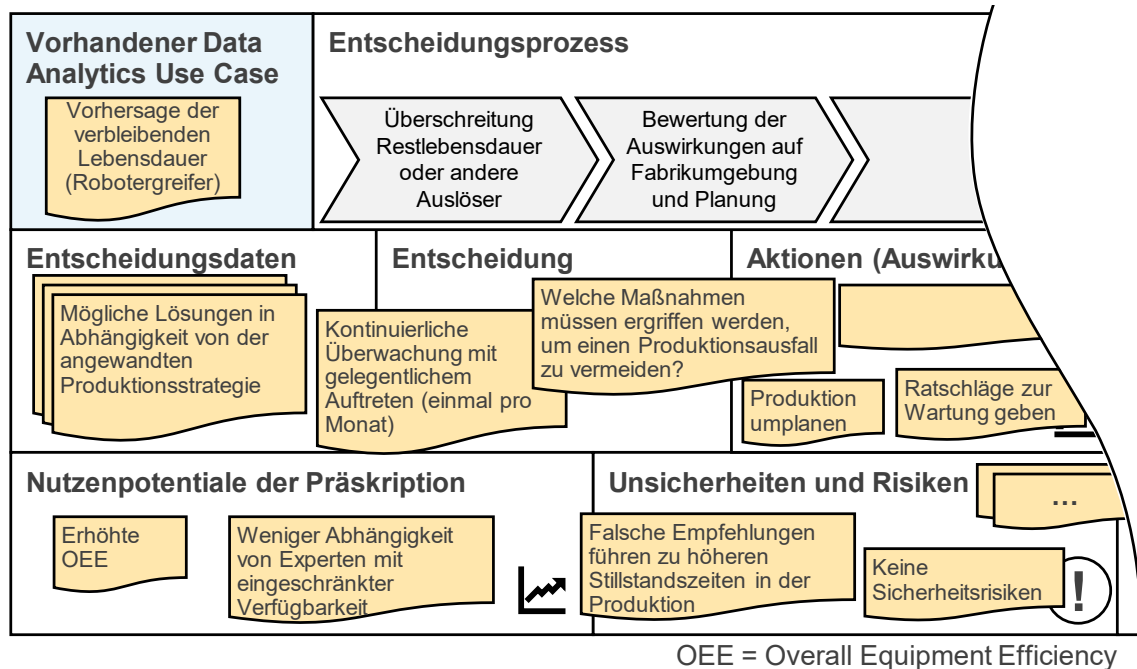 Vorhandener Data
Analytics Use Case
Vorhersage der
verbleibenden
Lebensdauer
(Robotergreifer)
Entscheidungsprozess
Überschreitung
Restlebensdauer
oder andere
Auslöser
Bewertung der
Auswirkungen auf
Fabrikumgebung
und Planung
Entscheidungsdaten
Mögliche Lösungen in
Abhängigkeit von der
angewandten
Produktionsstrategie
Entscheidung
Kontinuierliche
Überwachung mit
gelegentlichem
Auftreten (einmal pro
Monat)
Welche Maßnahmen
müssen ergriffen werden,
um einen Produktionsausfall
zu vermeiden?
Aktionen (Auswirku
Produktion
umplanen
Ratschläge zur
Wartung geben
Nutzenpotentiale der Präskription
Erhöhte
OEE
Weniger Abhängigkeit
von Experten mit
eingeschränkter
Verfügbarkeit
Unsicherheiten und Risiken
...
Falsche Empfehlungen
führen zu höheren
Stillstandszeiten in der
Produktion
Keine
Sicherheitsrisiken
!
OEE = Overall Equipment Efficiency